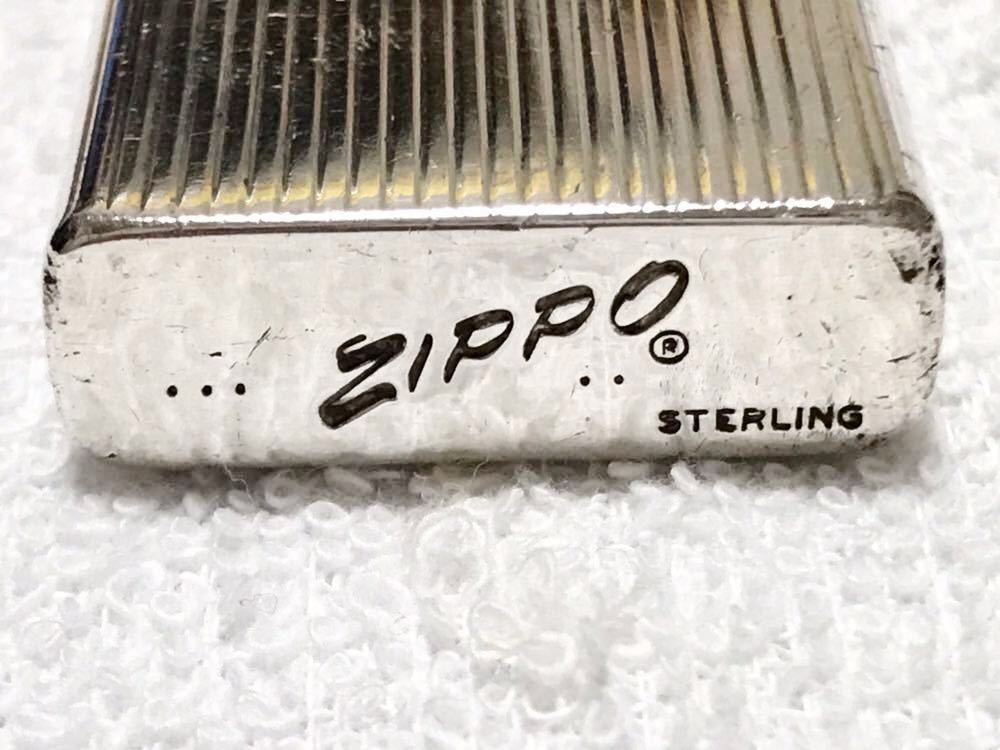 ZIPPO
®
... ..
STERLING